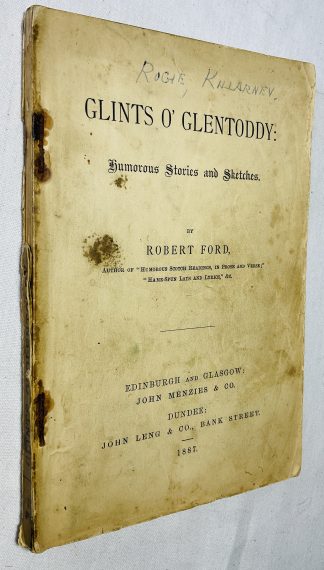 Robie, Killarney.
GLINTS O' GLENTODDY:
Humorous Stories and Sketches.
BY
ROBERT FORD,
AUTHOR OF "HUMOROUS SCOTCH READINGS, IN PROSE AND VERSE;"
"HAME-SPUN LAYS AND LYRICS," &c.
EDINBURGH AND GLASGOW:
JOHN MENZIES & CO.
DUNDEE:
JOHN LENG & CO., BANK STREET.
1887.